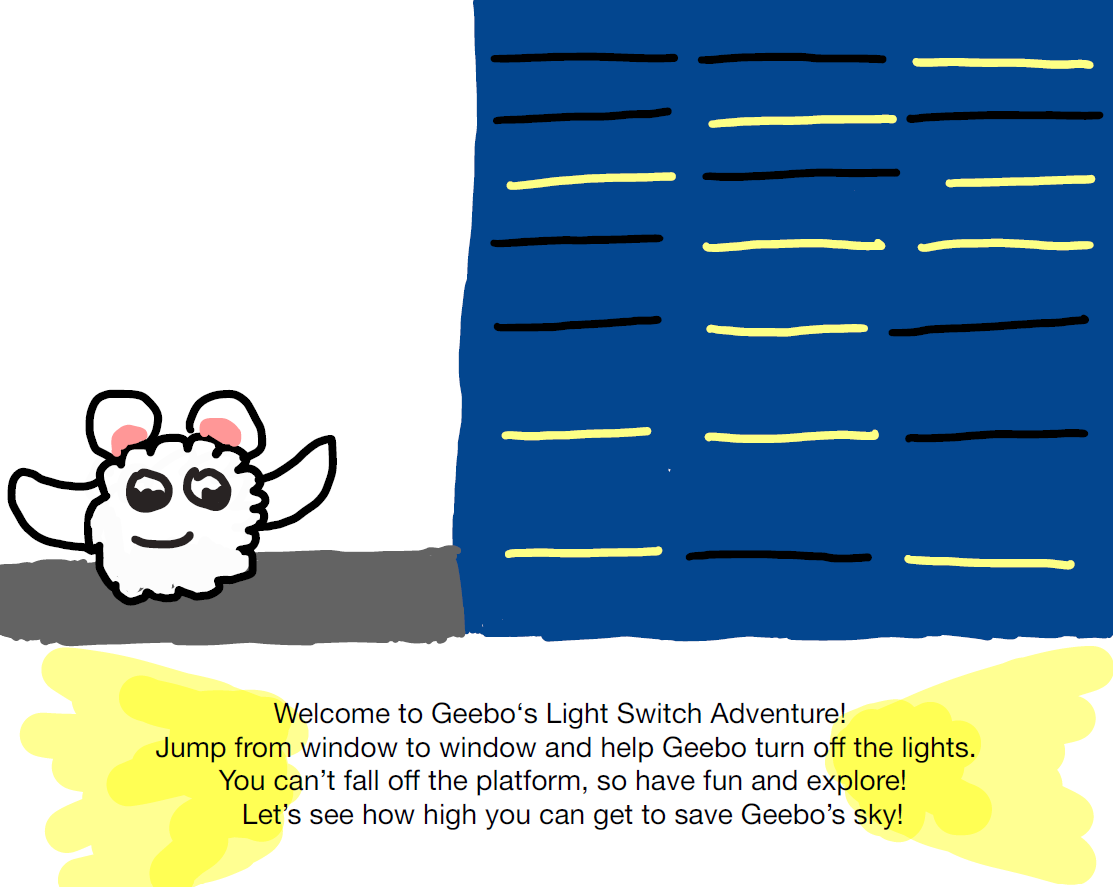 Welcome to Geebo‘s Light Switch Adventure!
Jump from window to window and help Geebo turn off the lights.
You can’t fall off the platform, so have fun and explore!
Let’s see how high you can get to save Geebo’s sky!